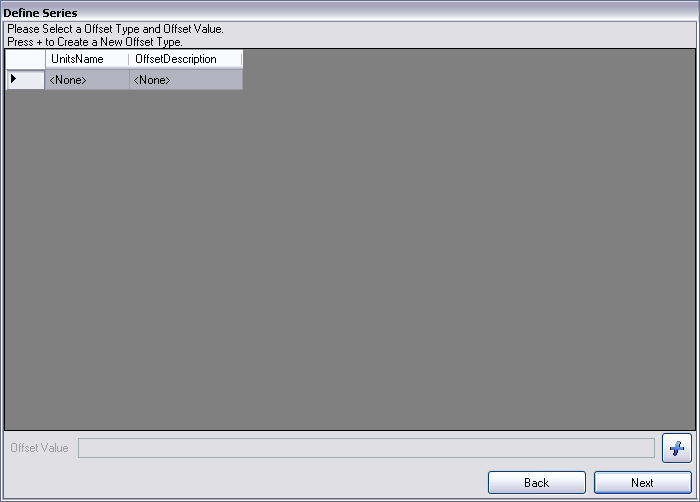 Define Series
Please Select a Offset Type and Offset Value.
Press + to Create a New Offset Type.
UnitsName OffsetDescription
<None> <None>
Offset Value
Back Next